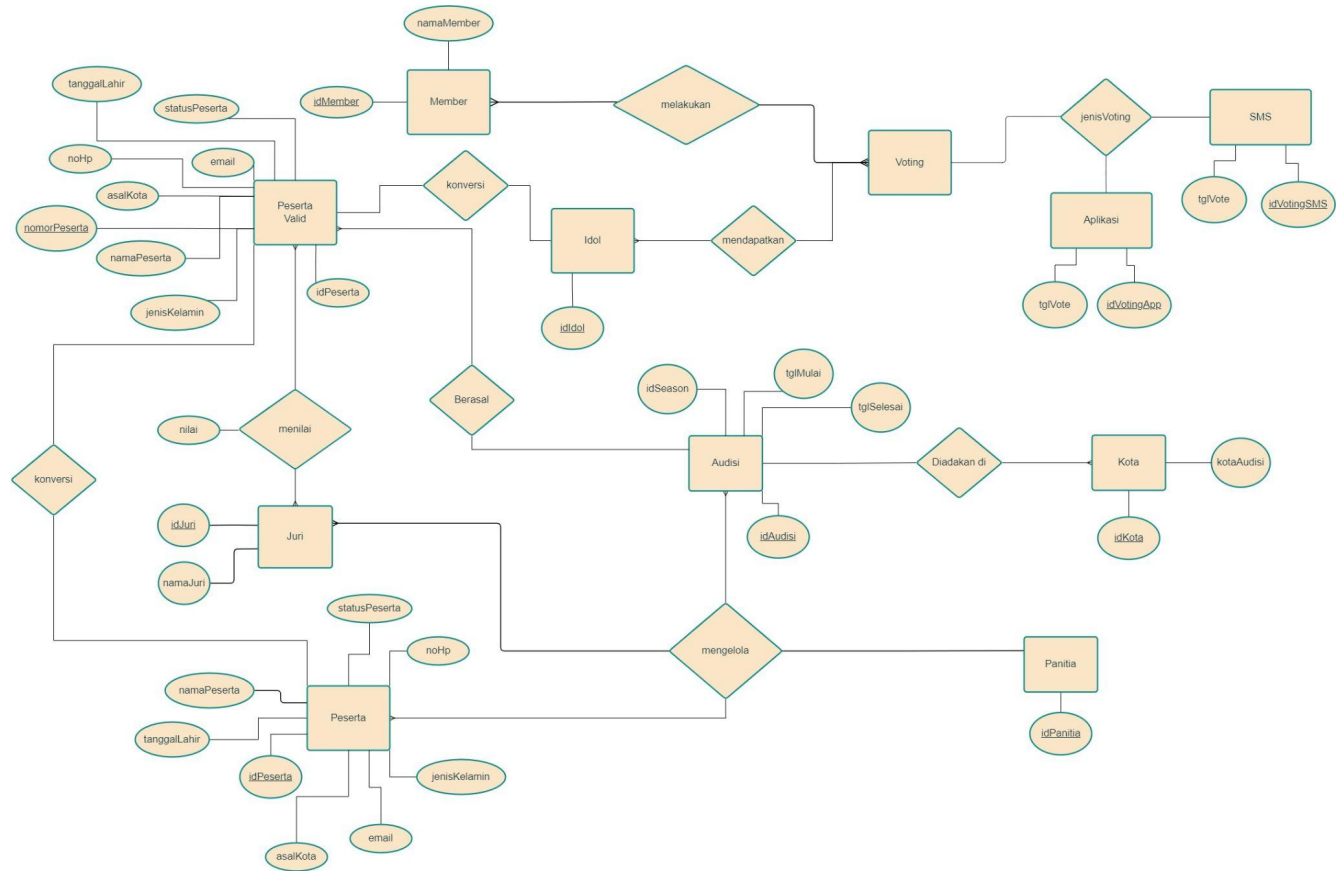 namaMember
tanggalLahir
statusPeserta
idMember
Member
melakukan
jenisVoting
SMS
noHp
email
Voting
asalKota
Peserta
Valid
konversi
tglVote
idVotingSMS
nomorPeserta
Aplikasi
namaPeserta
Idol
mendapatkan
idPeserta
jenisKelamin
tglVote
idVotingApp
idIdol
idSeason
tglMulai
tglSelesai
Berasal
nilai
menilai
Audisi
Diadakan di
Kota
kotaAudisi
konversi
idJuri
Juri
idAudisi
idKota
namaJuri
statusPeserta
noHp
mengelola
Panitia
namaPeserta
Peserta
tanggalLahir
idPanitia
idPeserta
jenisKelamin
email
asalKota